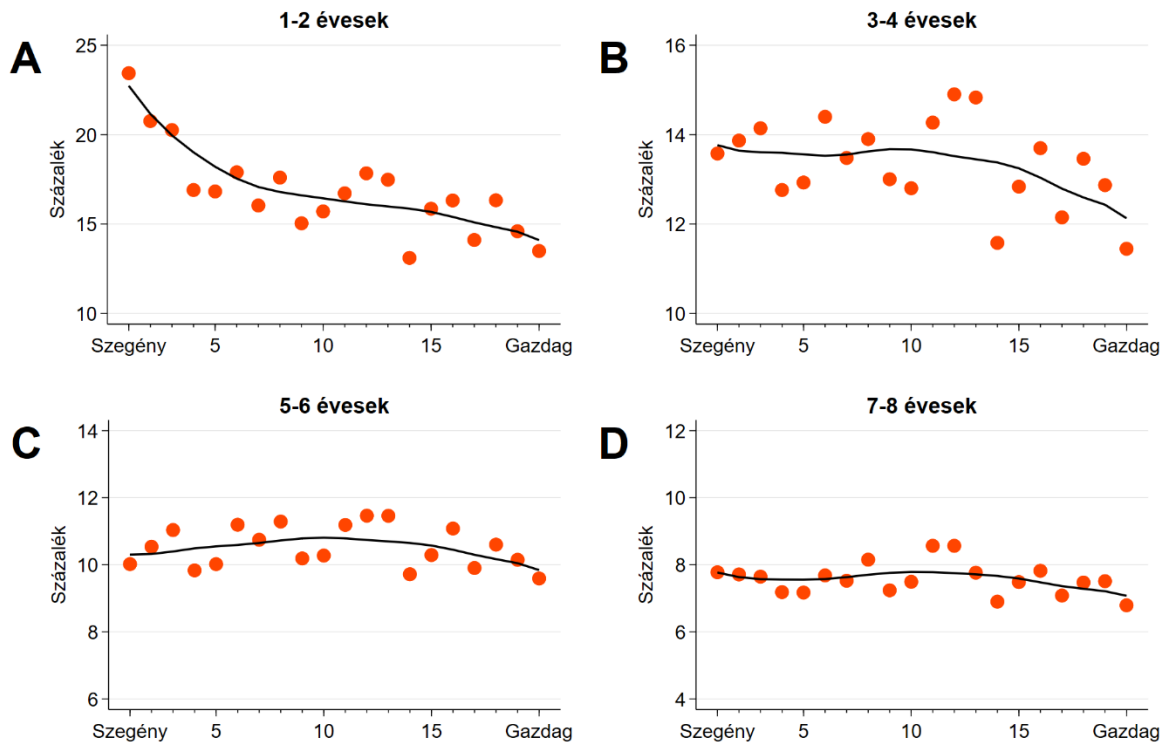 A
1-2 évesek
Százalék
25
20
15
10
Szegény 5 10 15 Gazdag
B
3-4 évesek
Százalék
16
14
12
10
Szegény 5 10 15 Gazdag
C
5-6 évesek
Százalék
14
12
10
8
6
Szegény 5 10 15 Gazdag
D
7-8 évesek
Százalék
12
10
8
6
4
Szegény 5 10 15 Gazdag